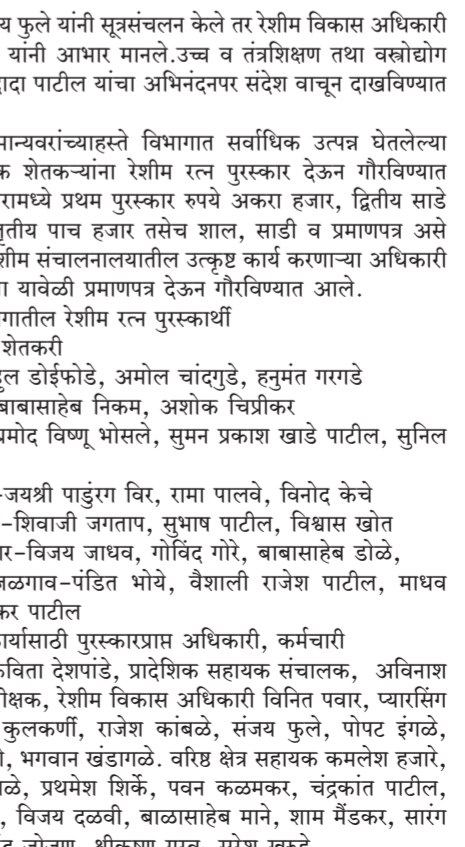 य फुले यांनी सूत्रसंचलन केले तर रेशीम विकास अधिकारी
यांनी आभार मानले.उच्च व तंत्रशिक्षण तथा वस्त्रोद्योग
दादा पाटील यांचा अभिनंदनपर संदेश वाचून दाखविण्यात
मान्यवरांच्याहस्ते विभागात सर्वाधिक उत्पन्न घेतलेल्या
क शेतकऱ्यांना रेशीम रत्न पुरस्कार देऊन गौरविण्यात
रामध्ये प्रथम पुरस्कार रुपये अकरा हजार, द्वितीय साडे
तृतीय पाच हजार तसेच शाल, साडी व प्रमाणपत्र असे
शीम संचालनालयातील उत्कृष्ट कार्य करणाऱ्या अधिकारी
ा यावेळी प्रमाणपत्र देऊन गौरविण्यात आले.
गातील रेशीम रत्न पुरस्कार्थी
शेतकरी
हुल डोईफोडे, अमोल चांदगुडे, हनुमंत गरगडे
बाबासाहेब निकम, अशोक चिप्रीकर
प्रमोद विष्णू भोसले, सुमन प्रकाश खाडे पाटील, सुनिल
-जयश्री पाडुंरग विर, रामा पालवे, विनोद केचे
-शिवाजी जगताप, सुभाष पाटील, विश्वास खोत
ार-विजय जाधव, गोविंद गोरे, बाबासाहेब डोळे,
जळगाव-पंडित भोये, वैशाली राजेश पाटील, माधव
कर पाटील
कार्यासाठी पुरस्कारप्राप्त अधिकारी, कर्मचारी
कविता देशपांडे, प्रादेशिक सहायक संचालक, अविनाश
ीक्षक, रेशीम विकास अधिकारी विनित पवार, प्यारसिंग
कुलकर्णी, राजेश कांबळे, संजय फुले, पोपट इंगळे,
ी, भगवान खंडागळे. वरिष्ठ क्षेत्र सहायक कमलेश हजारे,
ळे, प्रथमेश शिर्के, पवन कळमकर, चंद्रकांत पाटील,
, विजय दळवी, बाळासाहेब माने, शाम मैंडकर, सारंग